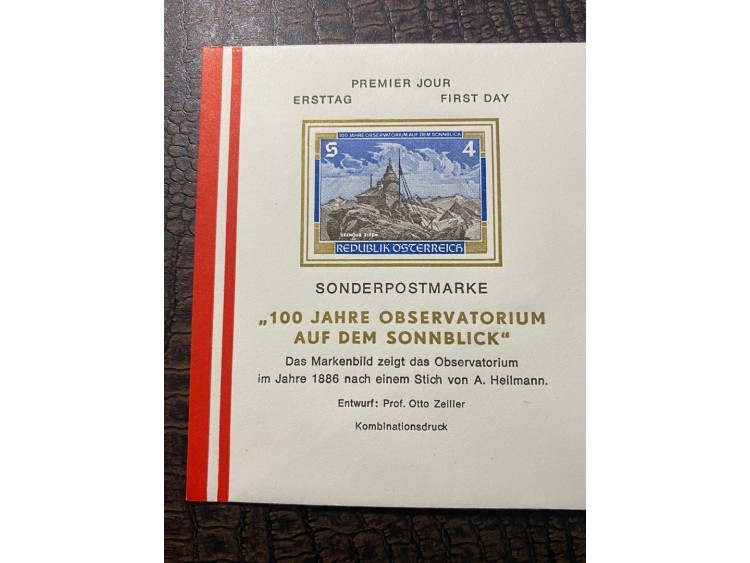 PREMIER JOUR
ERSTTAG FIRST DAY
100 JAHRE OBSERVATORIUM AUF DEM SONNBLICK
S 4
REPUBLIK ÖSTERREICH
SONDERPOSTMARKE
„100 JAHRE OBSERVATORIUM
AUF DEM SONNBLICK“
Das Markenbild zeigt das Observatorium
im Jahre 1886 nach einem Stich von A. Heilmann.
Entwurf: Prof. Otto Zeiller
Kombinationsdruck